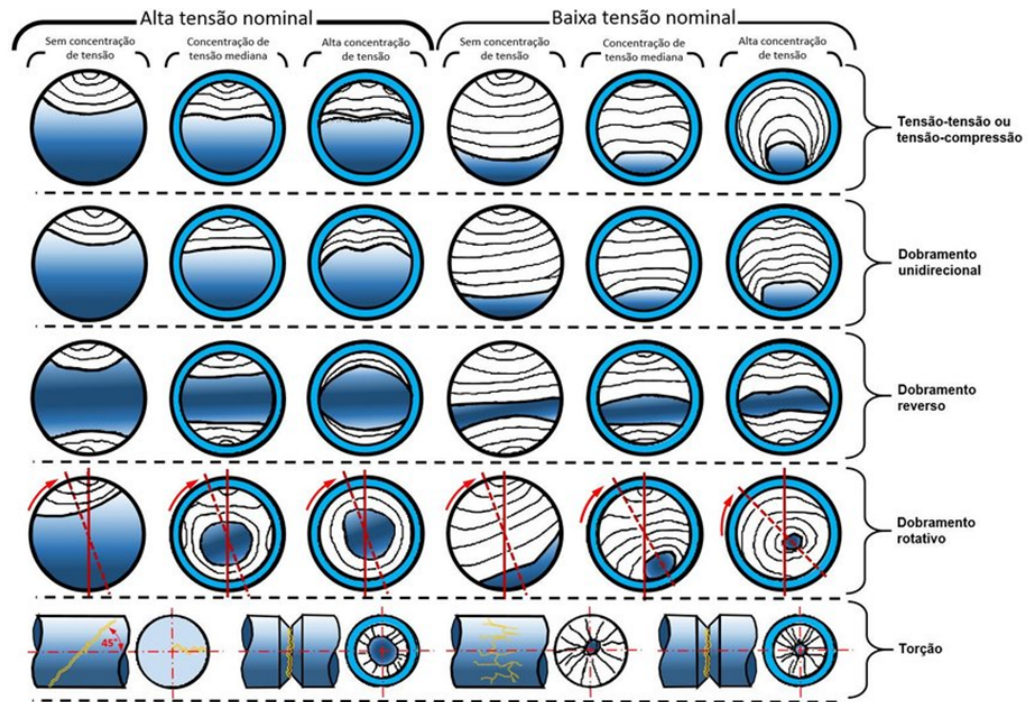 Alta tensão nominal
Baixa tensão nominal
Sem concentração
de tensão
Concentração de
tensão mediana
Alta concentração
de tensão
Sem concentração
de tensão
Concentração de
tensão mediana
Alta concentração
de tensão
Tensão-tensão ou
tensão-compressão
Dobramento
unidirecional
Dobramento
reverso
Dobramento
rotativo
45°
Torção